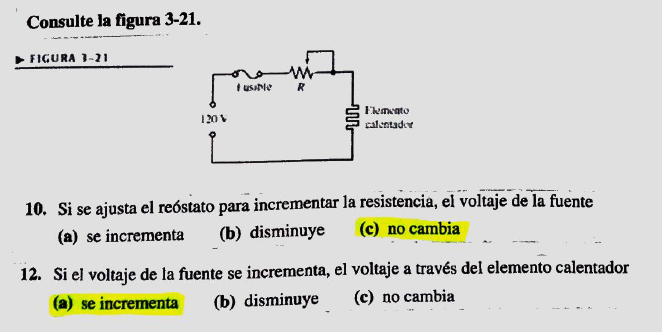 Consulte la figura 3-21.
▶ FIGURA 3-21
Fusible
R
120 V
Elemento
calentador
10. Si se ajusta el reóstato para incrementar la resistencia, el voltaje de la fuente
(a) se incrementa (b) disminuye (c) no cambia
12. Si el voltaje de la fuente se incrementa, el voltaje a través del elemento calentador
(a) se incrementa (b) disminuye (c) no cambia